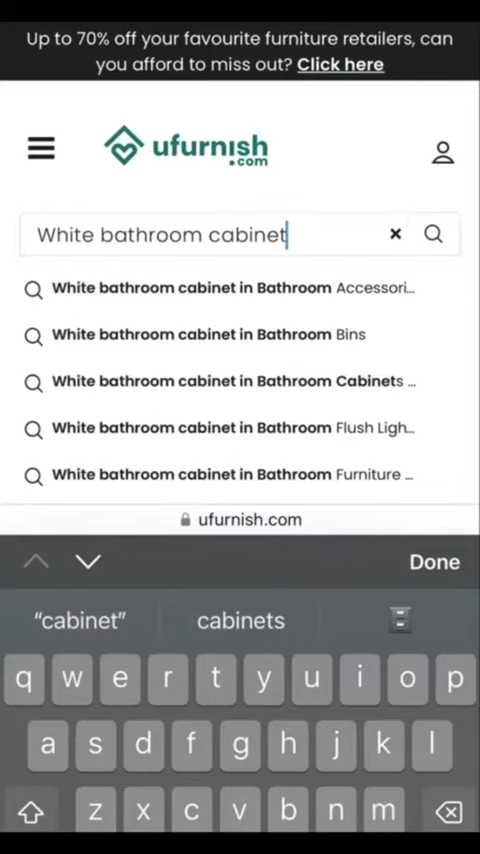 Up to 70% off your favourite furniture retailers, can
you afford to miss out? Click here
ufurnish
.com
White bathroom cabinet
White bathroom cabinet in Bathroom Accessori...
White bathroom cabinet in Bathroom Bins
White bathroom cabinet in Bathroom Cabinets ...
White bathroom cabinet in Bathroom Flush Ligh...
White bathroom cabinet in Bathroom Furniture ...
ufurnish.com
Done
“cabinet” cabinets
q w e r t y u i o p
a s d f g h j k l
z x c v b n m